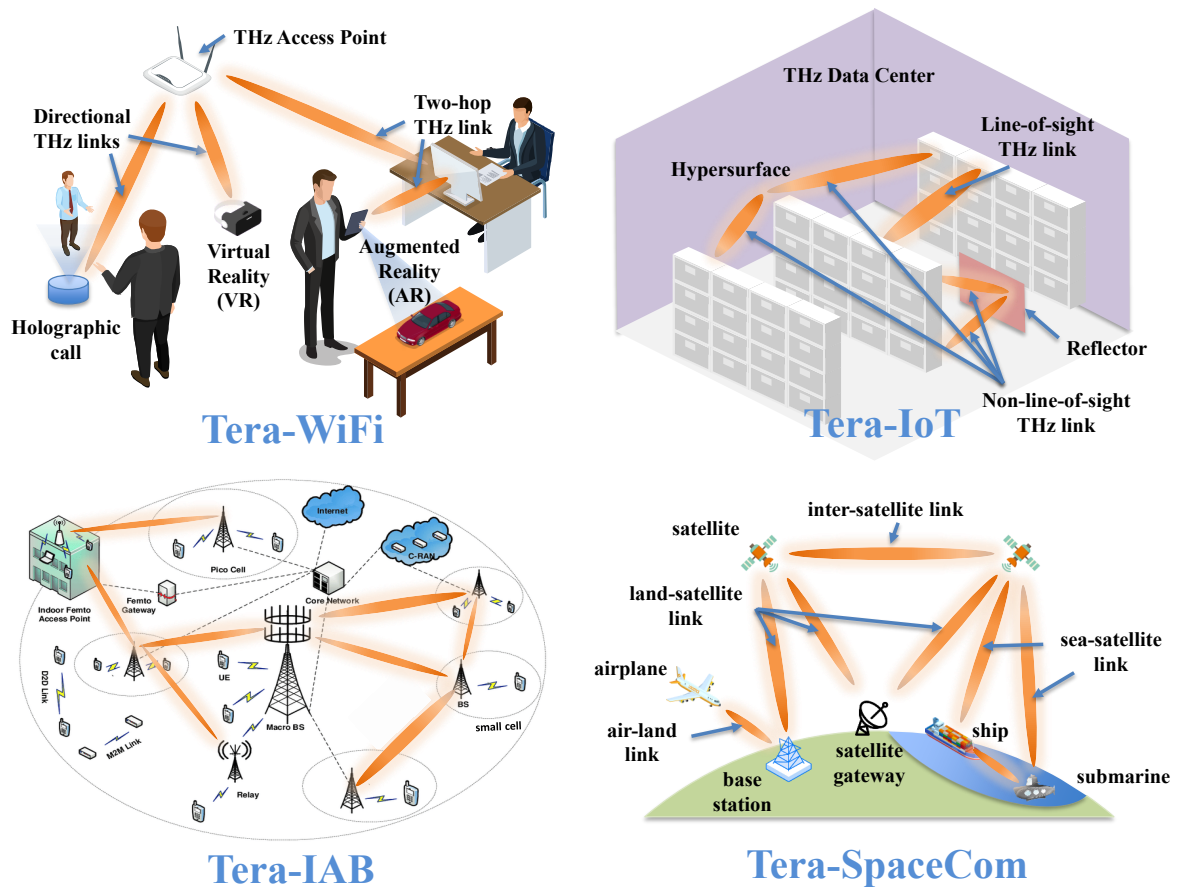 THz Access Point
Directional
THz links
Two-hop
THz link
Virtual
Reality
(VR)
Augmented
Reality
(AR)
Holographic
call
Tera-WiFi
THz Data Center
Line-of-sight
THz link
Hypersurface
Reflector
Non-line-of-sight
THz link
Tera-IoT
Internet
C-RAN
Pico Cell
Core Network
Indoor Femto
Access Point
Femto
Gateway
D2D Link
UE
BS
small cell
Macro BS
M2M Link
Relay
Tera-IAB
inter-satellite link
satellite
land-satellite
link
sea-satellite
link
airplane
air-land
link
ship
satellite
gateway
base
station
submarine
Tera-SpaceCom